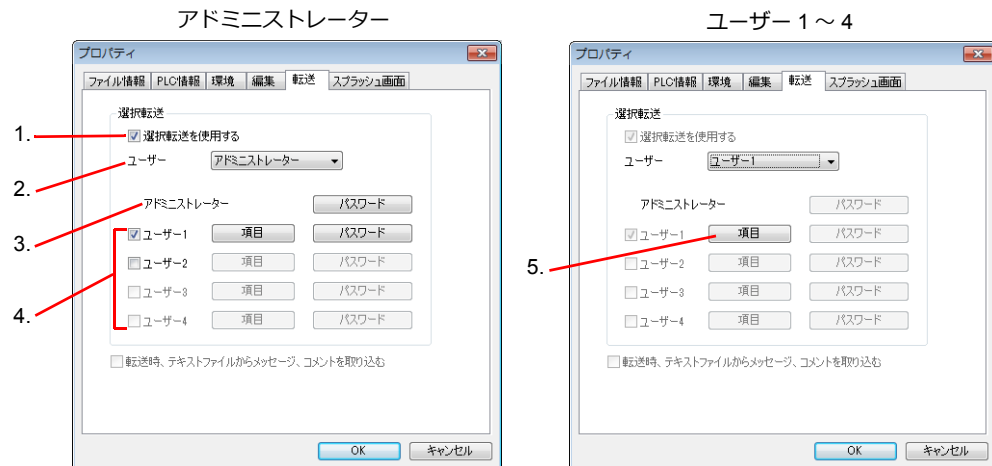 アドミニストレーター
プロパティ
ファイル情報 PLC情報 環境 編集 転送 スプラッシュ画面
選択転送
1. 選択転送を使用する
2. ユーザー アドミニストレーター
3. アドミニストレーター パスワード
4. ユーザー1 項目 パスワード
ユーザー2 項目 パスワード
ユーザー3 項目 パスワード
ユーザー4 項目 パスワード
転送時、テキストファイルからメッセージ、コメントを取り込む
OK キャンセル
ユーザー 1 ～ 4
プロパティ
ファイル情報 PLC情報 環境 編集 転送 スプラッシュ画面
選択転送
選択転送を使用する
ユーザー ユーザー1
アドミニストレーター パスワード
5. ユーザー1 項目 パスワード
ユーザー2 項目 パスワード
ユーザー3 項目 パスワード
ユーザー4 項目 パスワード
転送時、テキストファイルからメッセージ、コメントを取り込む
OK キャンセル